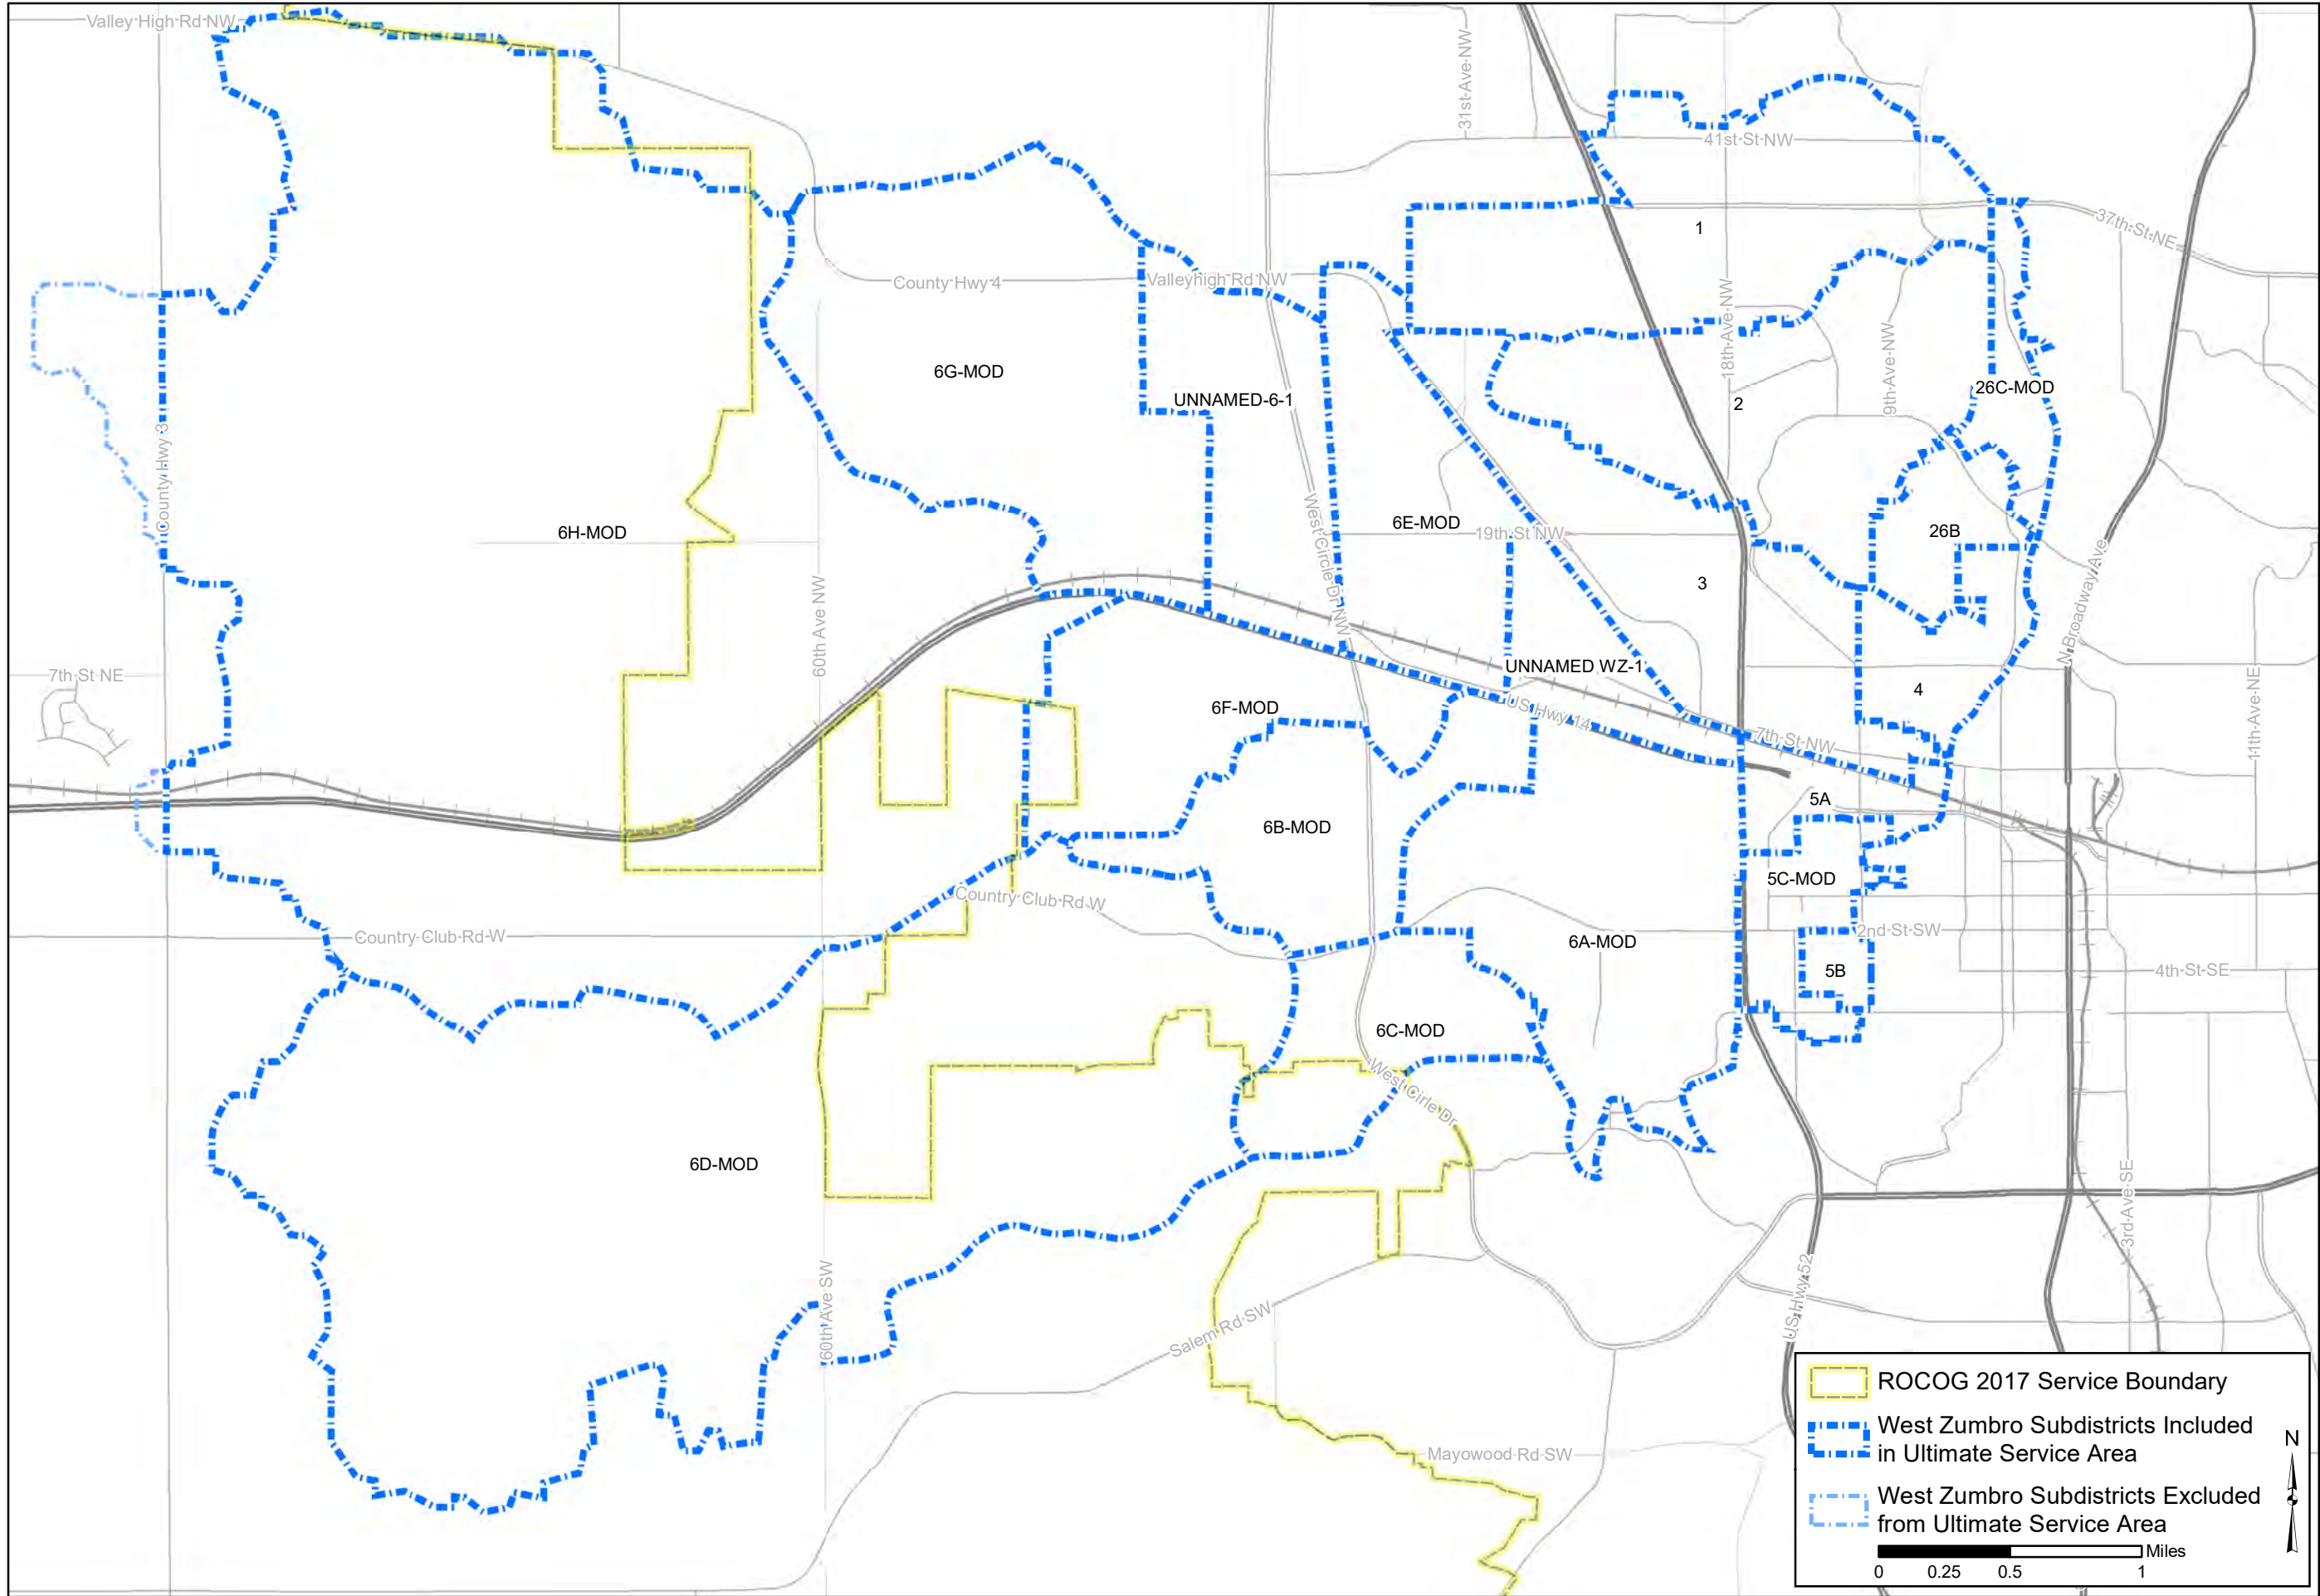 Valley High Rd NW
31st Ave NW
41st St NW
37th St NE
1
County Hwy 4
Valleyhigh Rd NW
18th Ave NW
9th Ave NW
6G-MOD
UNNAMED-6-1
2
26C-MOD
County Hwy 3
West Circle Dr NW
6H-MOD
6E-MOD
19th St NW
26B
3
60th Ave NW
N Broadway Ave
7th St NE
UNNAMED WZ-1
4
11th Ave NE
6F-MOD
US Hwy 14
7th St NW
5A
6B-MOD
5C-MOD
Country Club Rd W
Country Club Rd W
6A-MOD
2nd St SW
5B
4th St SE
6C-MOD
West Cirle Dr
6D-MOD
3rd Ave SE
60th Ave SW
Salem Rd SW
US Hwy 52
Mayowood Rd SW
ROCOG 2017 Service Boundary
West Zumbro Subdistricts Included
in Ultimate Service Area
West Zumbro Subdistricts Excluded
from Ultimate Service Area
N
Miles
0 0.25 0.5 1